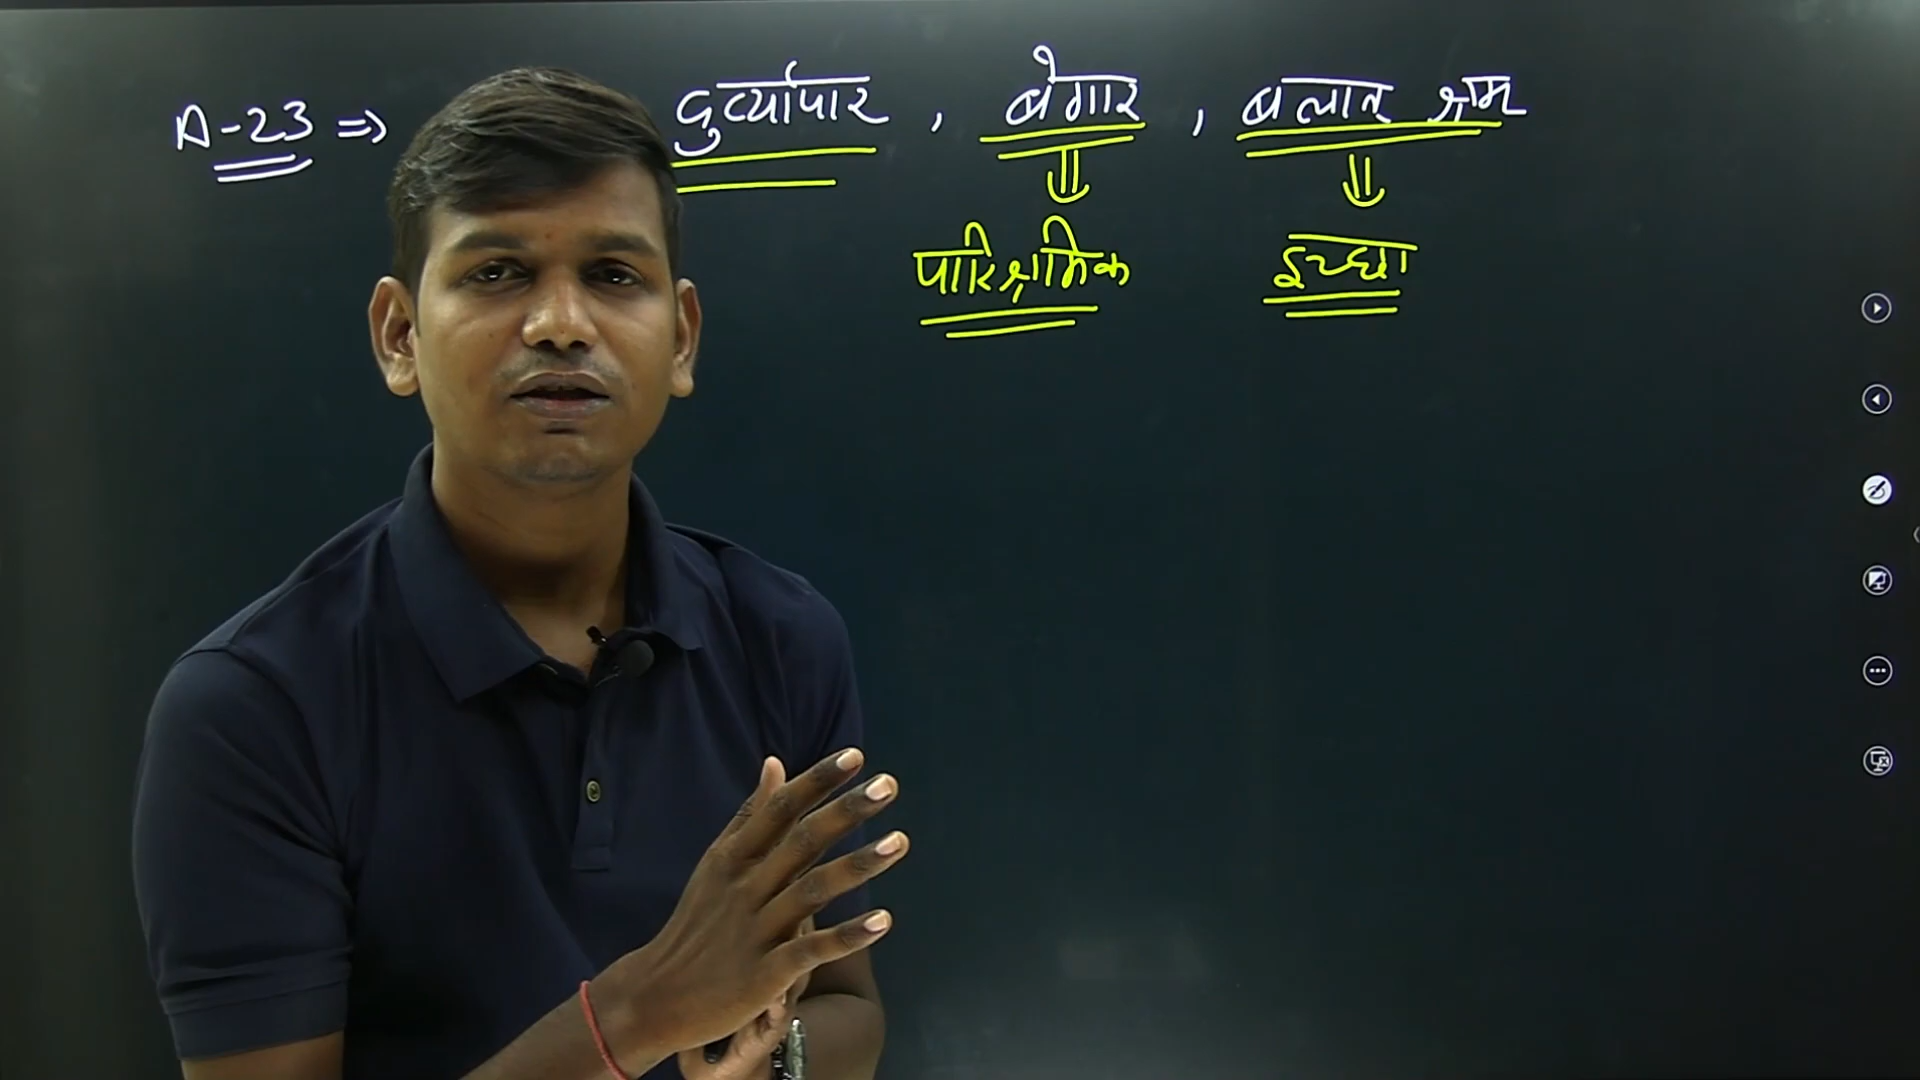 A-23 ⇒ दुर्व्यापार , बेगार , बलात श्रम
पारिश्रमिक इच्छा